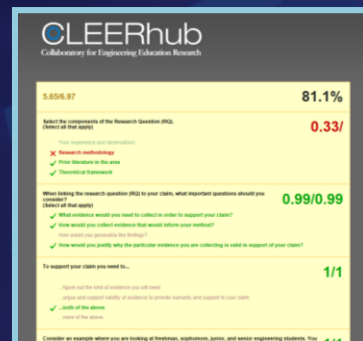 CLEERhub
Collaboratory for Engineering Education Research
5.65/6.97
81.1%
Select the components of the Research Question (RQ).
(Select all that apply)
0.33/
Your experience and observations
Research methodology
Prior literature in the area
Theoretical framework
When linking the research question (RQ) to your claim, what important questions should you
consider?
(Select all that apply)
0.99/0.99
What evidence would you need to collect in order to support your claim?
How would you collect evidence that would inform your method?
How would you generalize the findings?
How would you justify why the particular evidence you are collecting is valid in support of your claim?
To support your claim you need to...
1/1
...figure out the kind of evidence you will need
...argue and support validity of evidence to provide warrants and support to your claim
...both of the above
...none of the above
Consider an example where you are looking at freshman, sophomore, junior, and senior engineering students. You
1/1